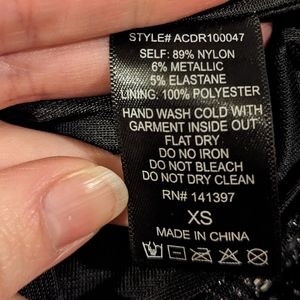 STYLE# ACDR100047
SELF: 89% NYLON
6% METALLIC
5% ELASTANE
LINING: 100% POLYESTER
HAND WASH COLD WITH
GARMENT INSIDE OUT
FLAT DRY
DO NO IRON
DO NOT BLEACH
DO NOT DRY CLEAN
RN# 141397
XS
MADE IN CHINA